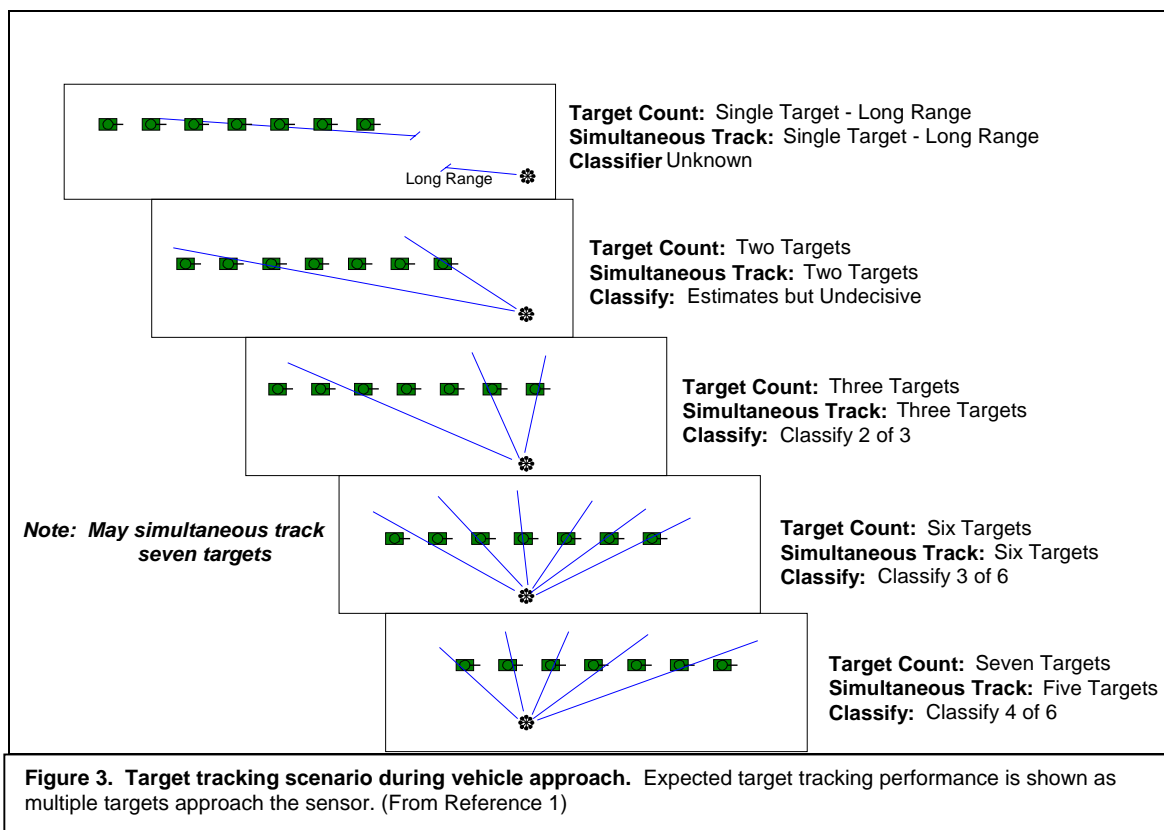 Target Count: Single Target - Long Range
Simultaneous Track: Single Target - Long Range
Classifier Unknown
Long Range
Target Count: Two Targets
Simultaneous Track: Two Targets
Classify: Estimates but Undecisive
Target Count: Three Targets
Simultaneous Track: Three Targets
Classify: Classify 2 of 3
Note: May simultaneous track
seven targets
Target Count: Six Targets
Simultaneous Track: Six Targets
Classify: Classify 3 of 6
Target Count: Seven Targets
Simultaneous Track: Five Targets
Classify: Classify 4 of 6
Figure 3. Target tracking scenario during vehicle approach. Expected target tracking performance is shown as
multiple targets approach the sensor. (From Reference 1)